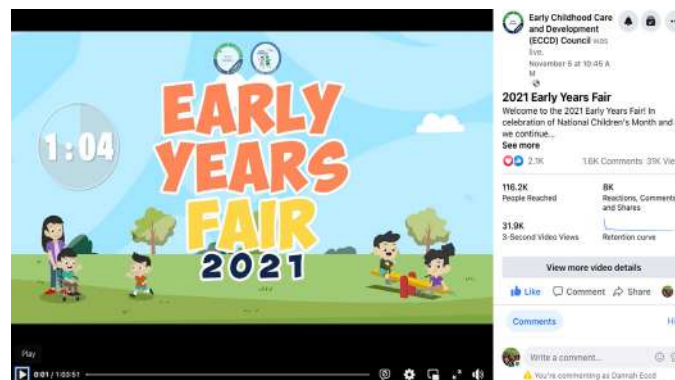 1:04
EARLY
YEARS
FAIR
2021
Play
0:01 / 1:03:51
Early Childhood Care
and Development
(ECCD) Council was
live.
November 5 at 10:45 A
M
2021 Early Years Fair
Welcome to the 2021 Early Years Fair! In
celebration of National Children's Month and
we continue...
See more
2.1K 1.6K Comments 39K Vie
116.2K 8K
People Reached Reactions, Comments
and Shares
31.9K
3-Second Video Views Retention curve
View more video details
Like Comment Share
Comments Hi
Write a comment...
You're commenting as Dannah Eccd